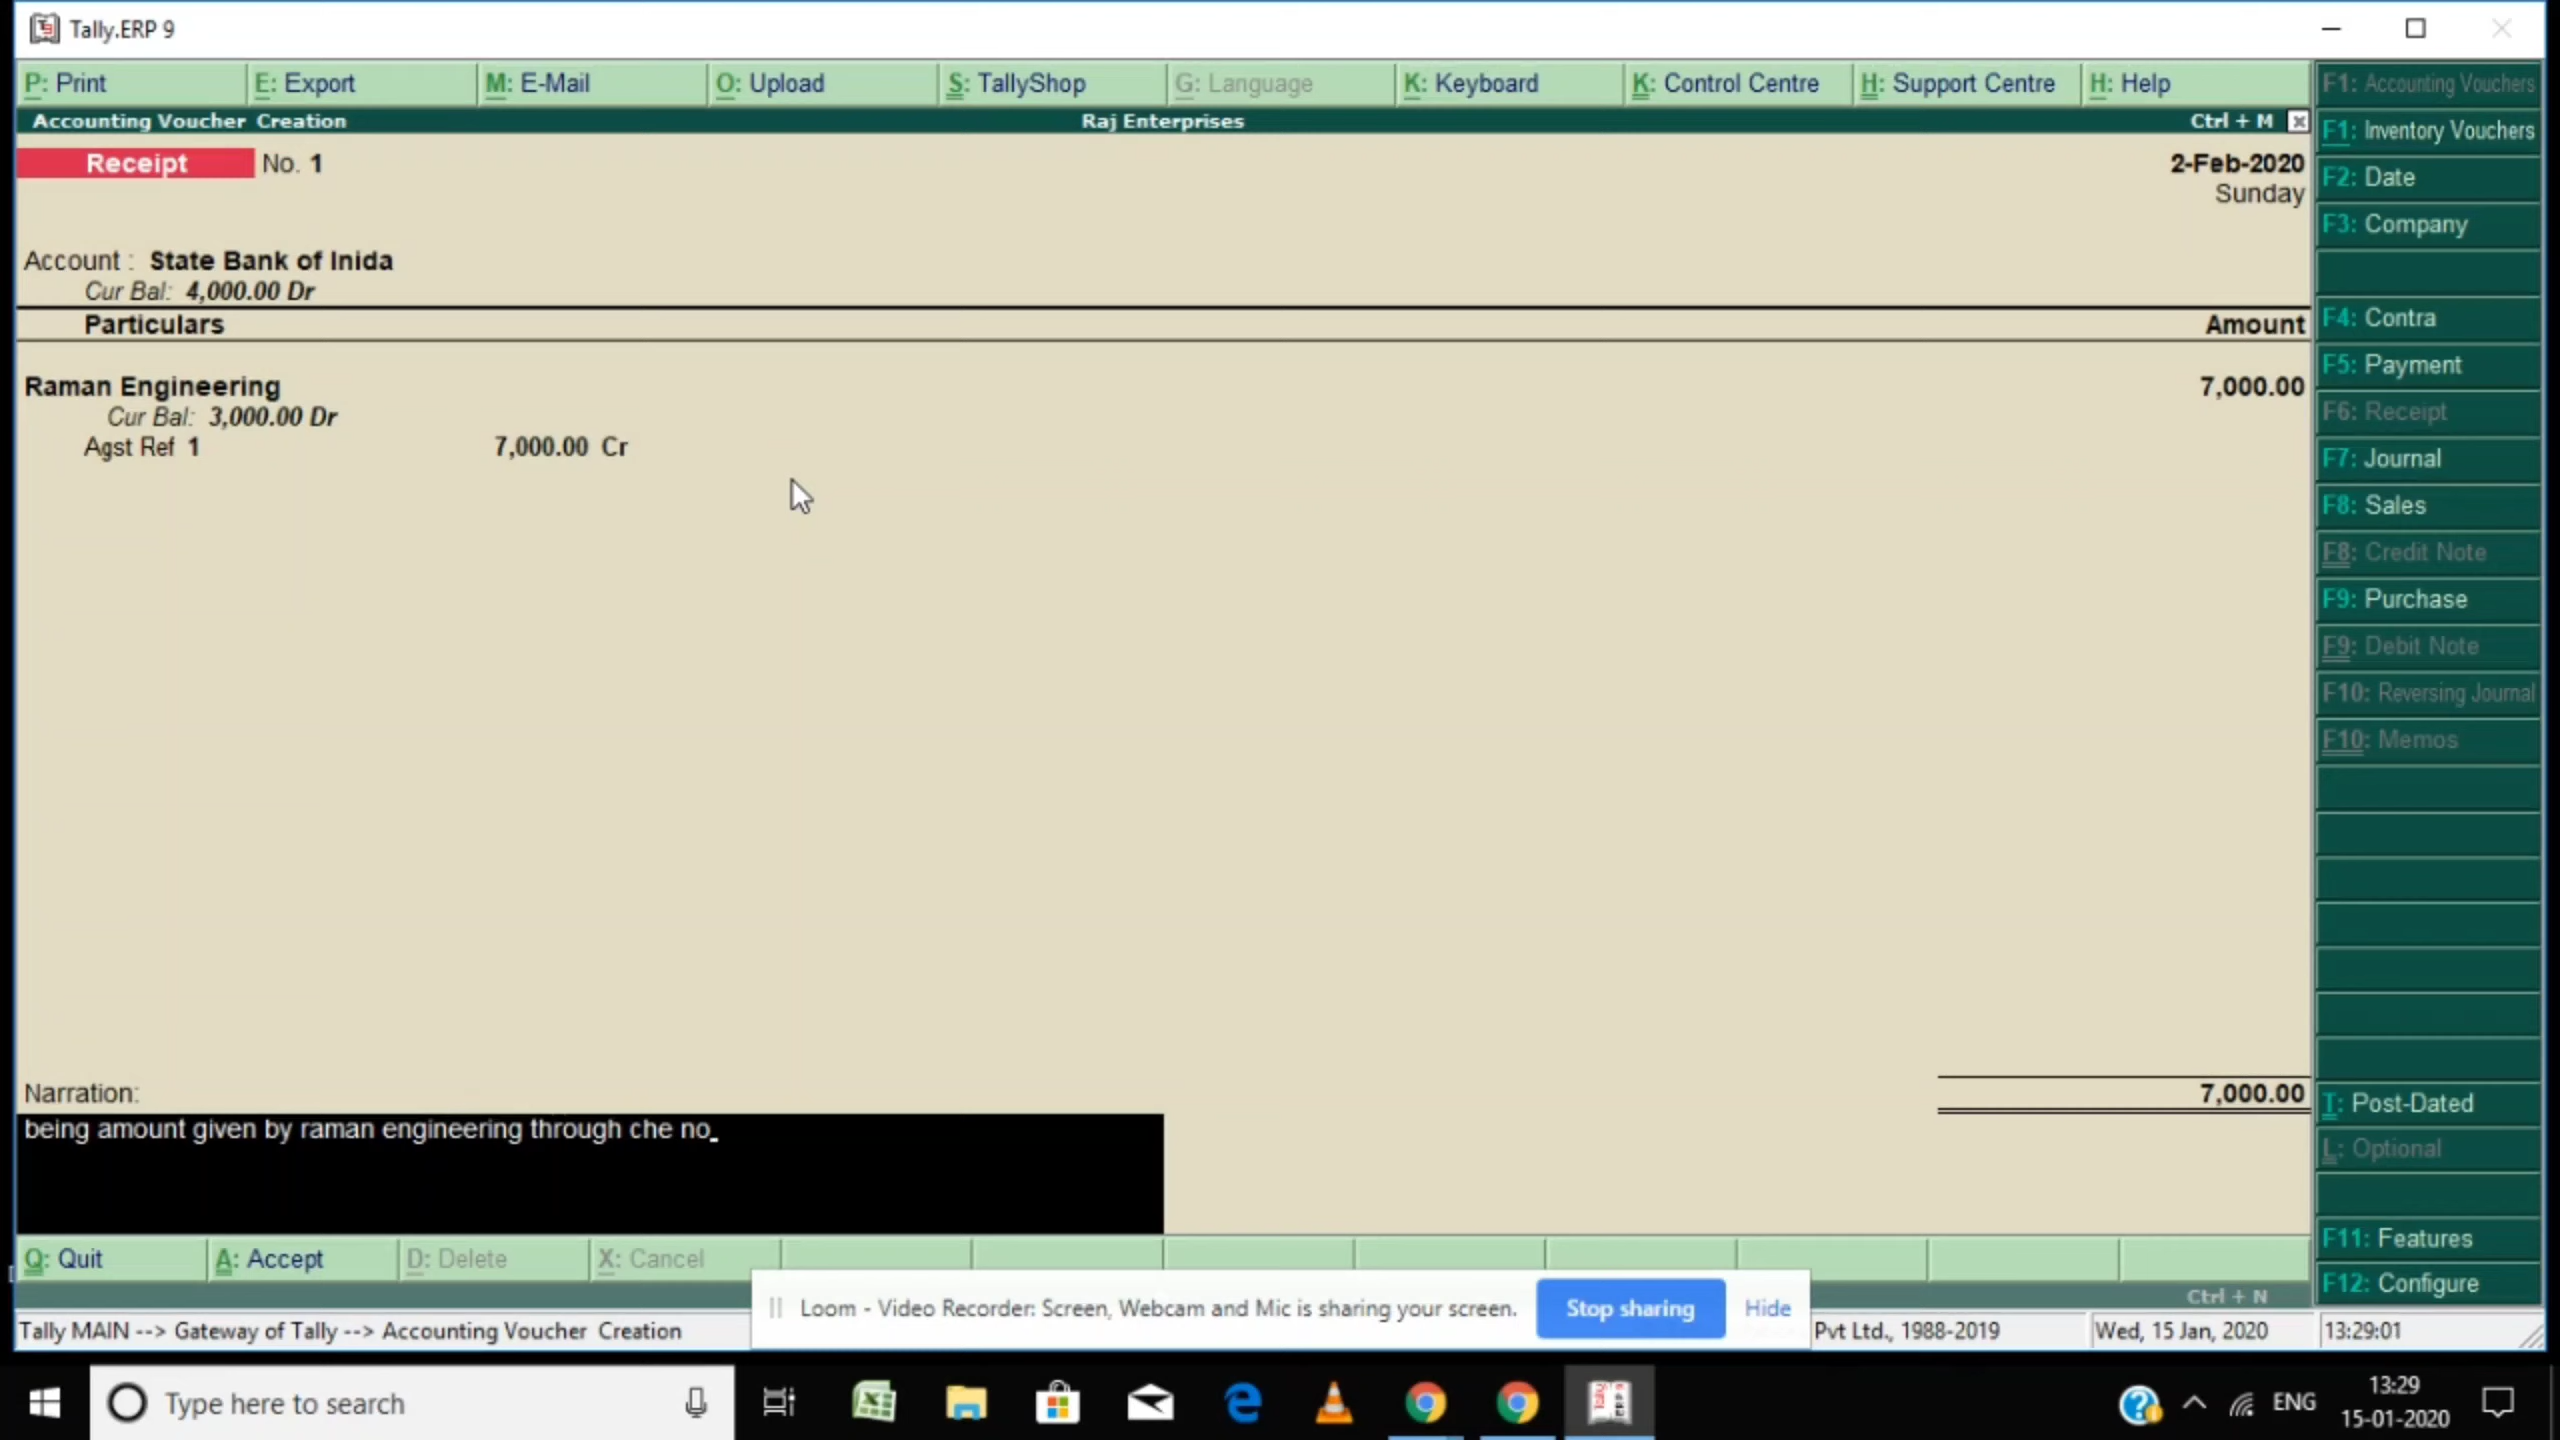 Tally.ERP 9
P: Print E: Export M: E-Mail O: Upload S: TallyShop G: Language K: Keyboard K: Control Centre H: Support Centre H: Help
Accounting Voucher Creation Raj Enterprises Ctrl + M
Receipt No. 1 2-Feb-2020
Sunday
Account : State Bank of Inida
Cur Bal: 4,000.00 Dr
Particulars Amount
Raman Engineering 7,000.00
Cur Bal: 3,000.00 Dr
Agst Ref 1 7,000.00 Cr
Narration: 7,000.00
being amount given by raman engineering through che no
Q: Quit A: Accept D: Delete X: Cancel
Ctrl + N
F1: Accounting Vouchers
F1: Inventory Vouchers
F2: Date
F3: Company
F4: Contra
F5: Payment
F6: Receipt
F7: Journal
F8: Sales
F8: Credit Note
F9: Purchase
F9: Debit Note
F10: Reversing Journal
F10: Memos
T: Post-Dated
L: Optional
F11: Features
F12: Configure
Loom - Video Recorder: Screen, Webcam and Mic is sharing your screen. Stop sharing Hide
Tally MAIN --> Gateway of Tally --> Accounting Voucher Creation Pvt Ltd., 1988-2019 Wed, 15 Jan, 2020 13:29:01
Type here to search ENG 13:29
15-01-2020